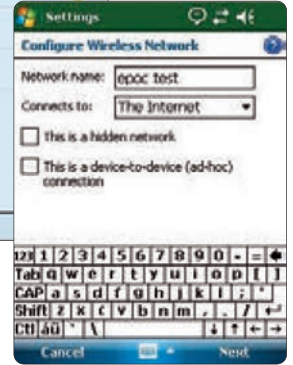 Settings
Configure Wireless Network
Network name: epoc test
Connects to: The Internet
This is a hidden network
This is a device-to-device (ad-hoc)
connection
123 1 2 3 4 5 6 7 8 9 0 - =
Tab q w e r t y u i o p [ ]
CAP a s d f g h j k l ; '
Shift z x c v b n m , . /
Ctl áü ` \
Cancel Next